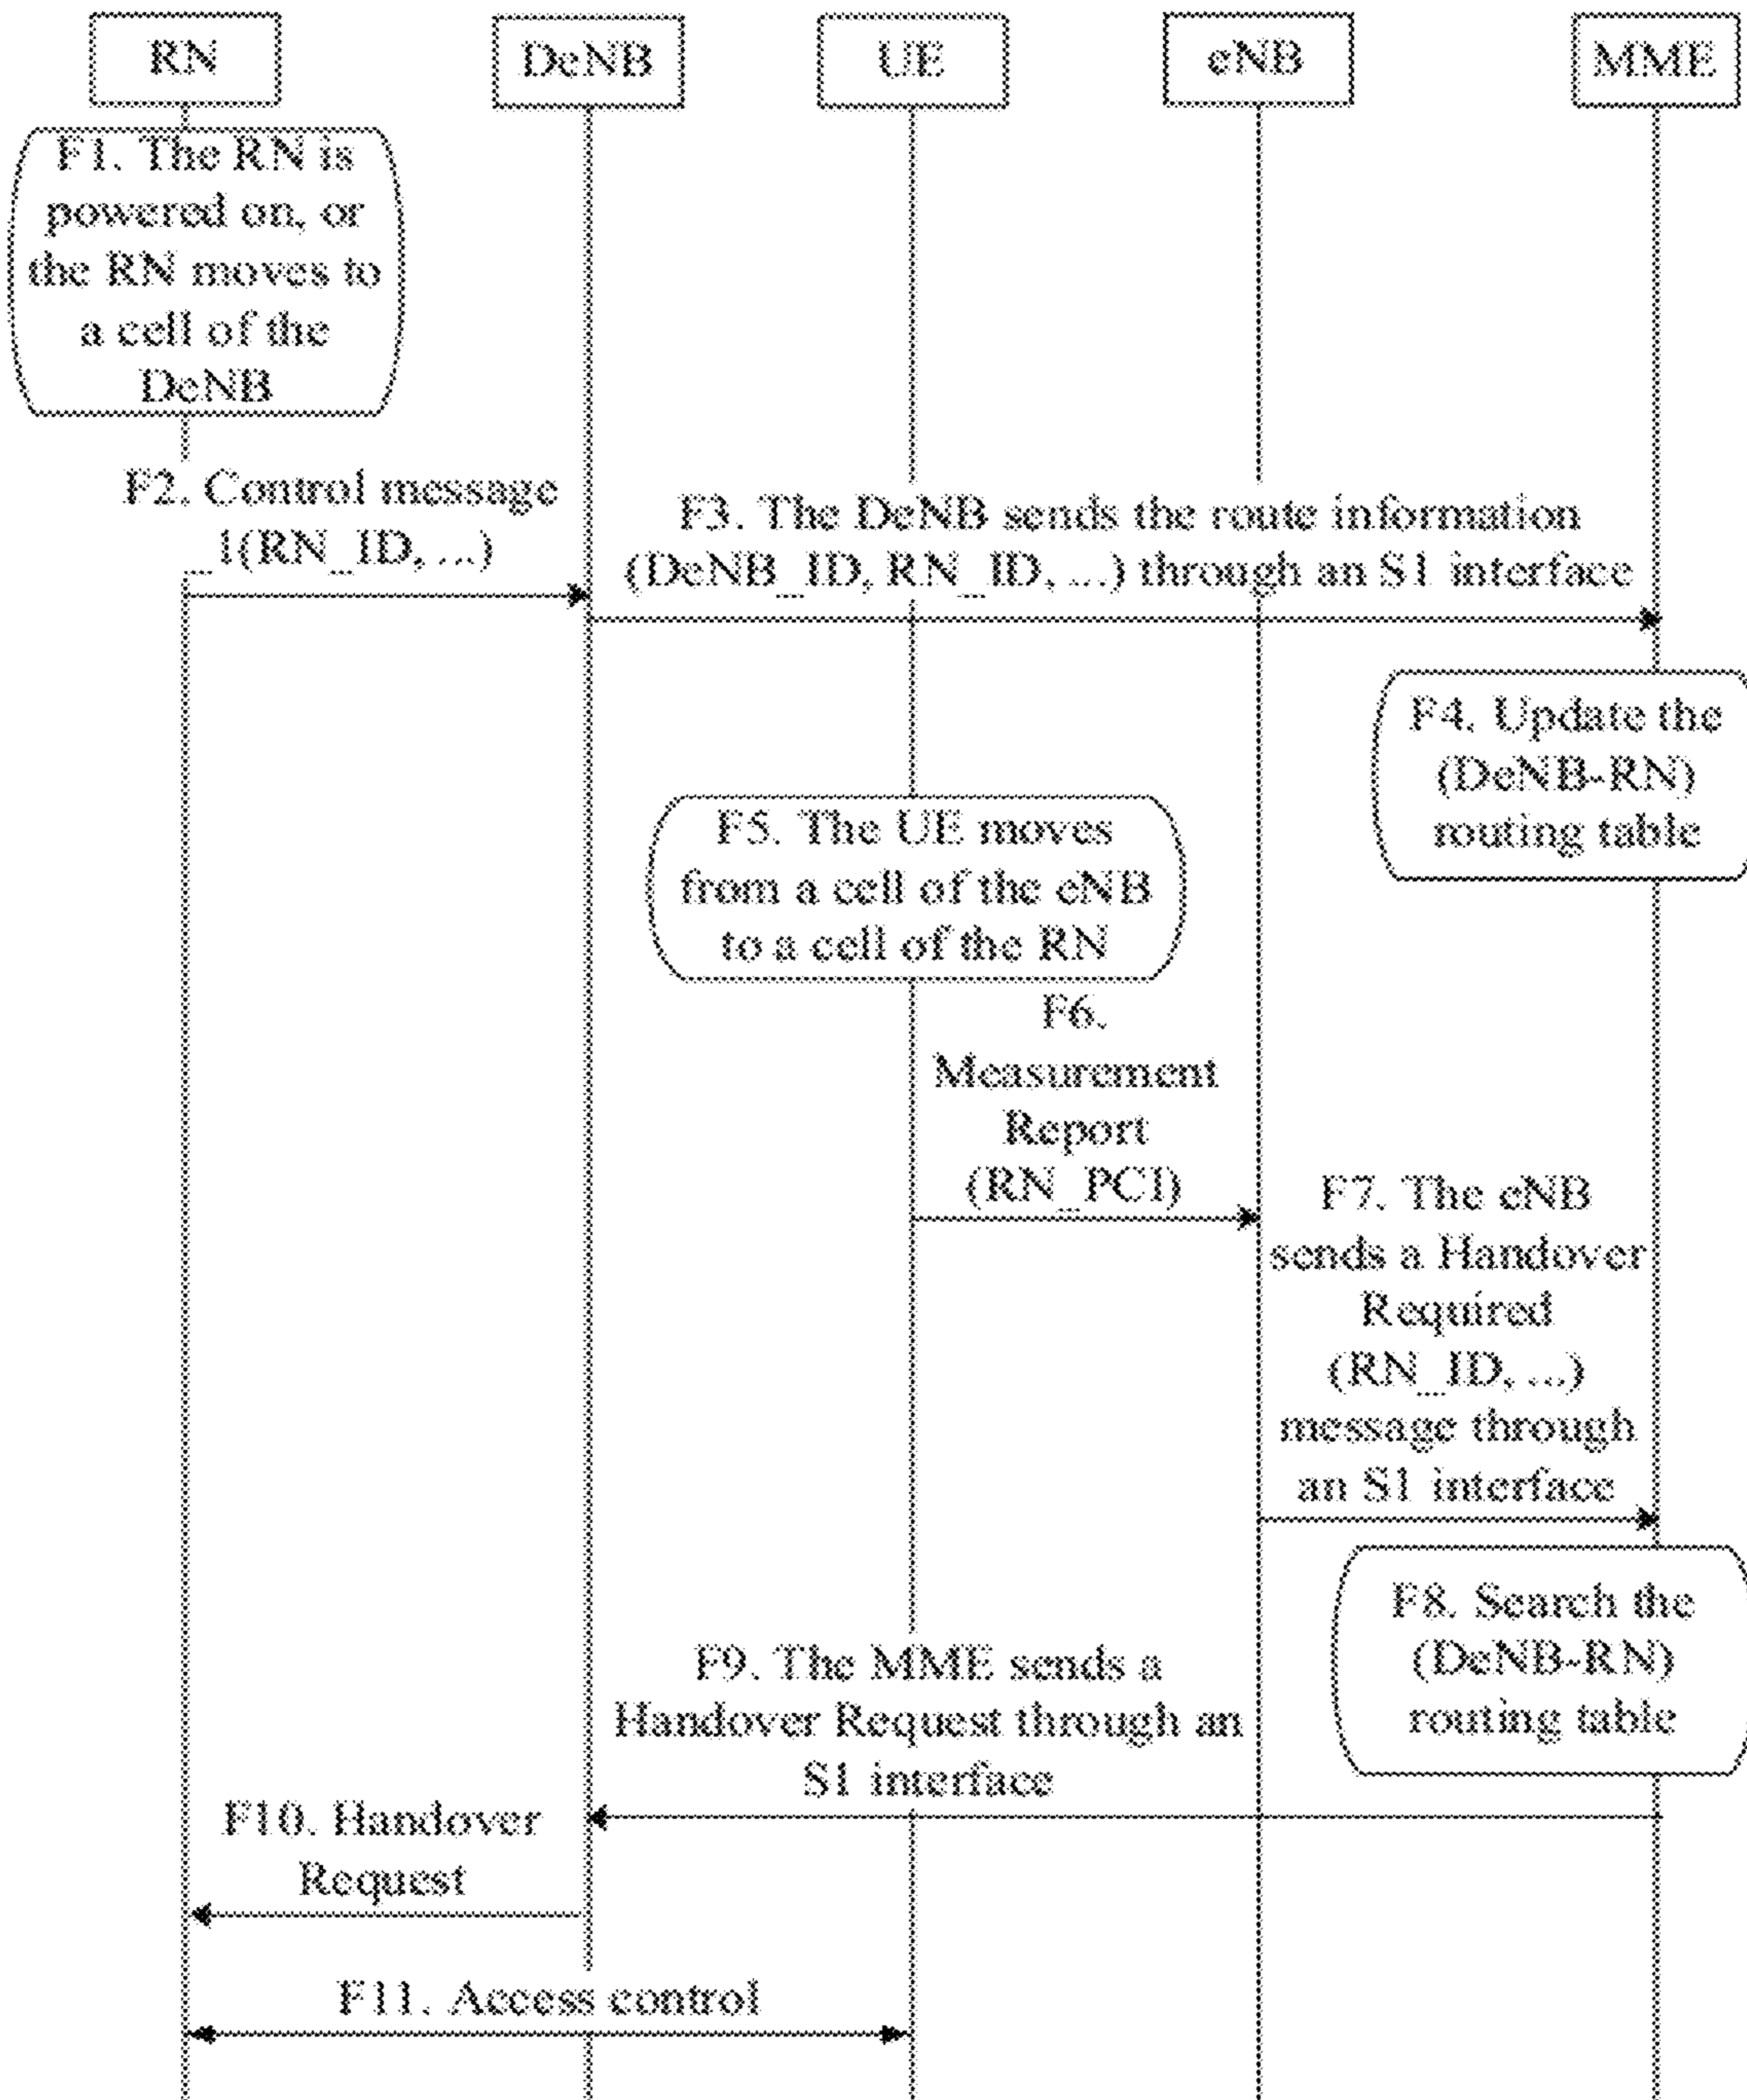 RN
DeNB
UE
eNB
MME
F1. The RN is
powered on, or
the RN moves to
a cell of the
DeNB
F2. Control message
_1(RN_ID, ...)
F3. The DeNB sends the route information
(DeNB_ID, RN_ID, ...) through an S1 interface
F4. Update the
(DeNB-RN)
routing table
F5. The UE moves
from a cell of the eNB
to a cell of the RN
F6.
Measurement
Report
(RN_PCI)
F7. The eNB
sends a Handover
Required
(RN_ID, ...)
message through
an S1 interface
F8. Search the
(DeNB-RN)
routing table
F9. The MME sends a
Handover Request through an
S1 interface
F10. Handover
Request
F11. Access control